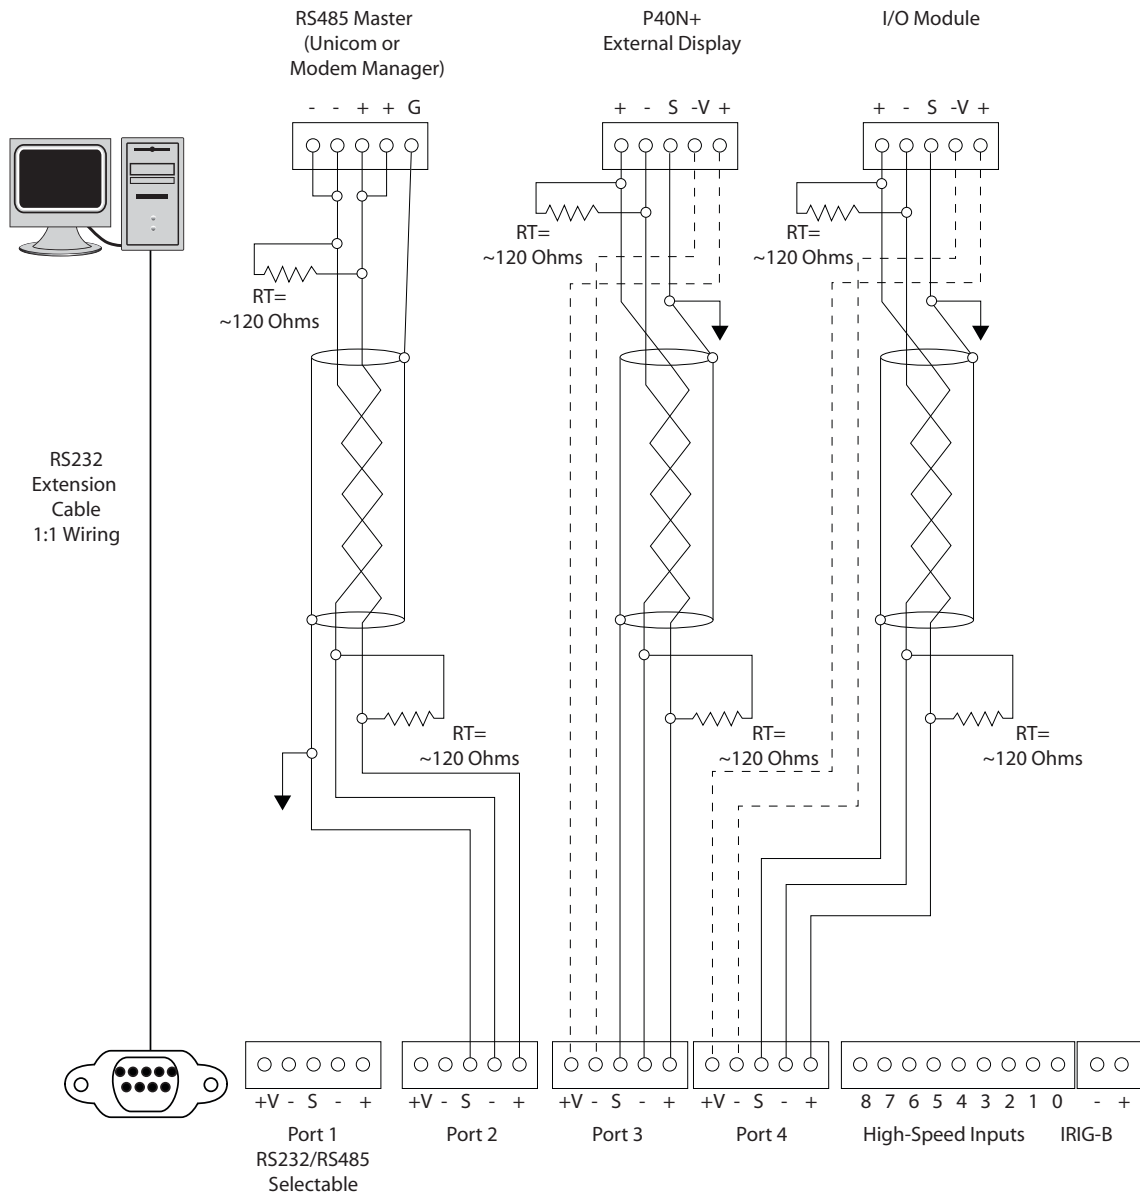 RS485 Master
(Unicom or
Modem Manager)
P40N+
External Display
I/O Module
- - + + G
+ - S -V +
+ - S -V +
RT=
~120 Ohms
RT=
~120 Ohms
RT=
~120 Ohms
RS232
Extension
Cable
1:1 Wiring
RT=
~120 Ohms
RT=
~120 Ohms
RT=
~120 Ohms
+V - S - +
Port 1
RS232/RS485
Selectable
+V - S - +
Port 2
+V - S - +
Port 3
+V - S - +
Port 4
8 7 6 5 4 3 2 1 0
High-Speed Inputs
- +
IRIG-B